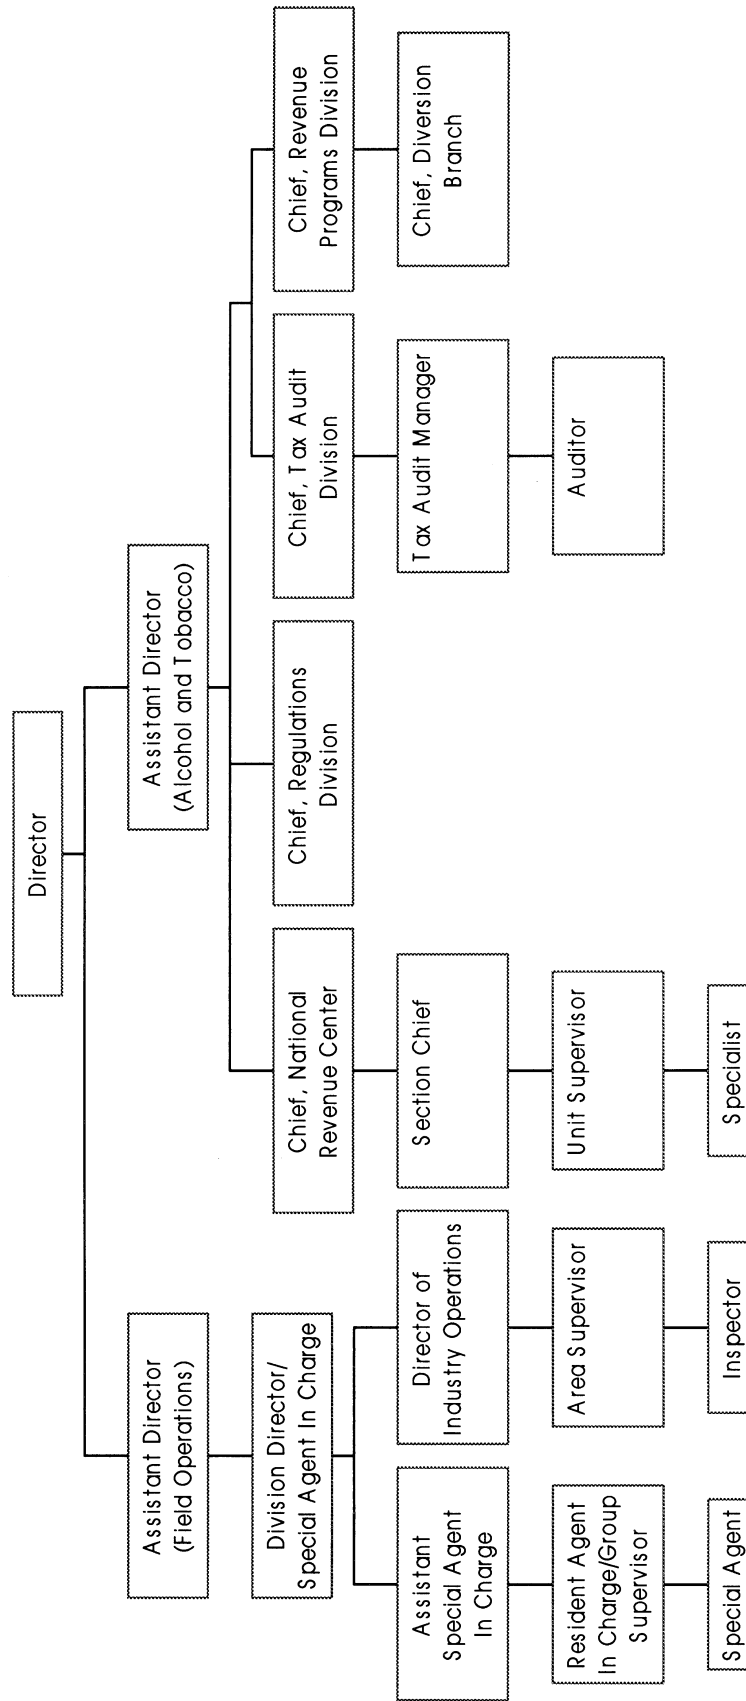 Director
Assistant Director
(Field Operations)
Assistant Director
(Alcohol and Tobacco)
Division Director/
Special Agent In Charge
Chief, National
Revenue Center
Chief, Regulations
Division
Chief, Tax Audit
Division
Chief, Revenue
Programs Division
Assistant
Special Agent
In Charge
Director of
Industry Operations
Section Chief
Tax Audit Manager
Chief, Diversion
Branch
Resident Agent
In Charge/Group
Supervisor
Area Supervisor
Unit Supervisor
Auditor
Special Agent
Inspector
Specialist